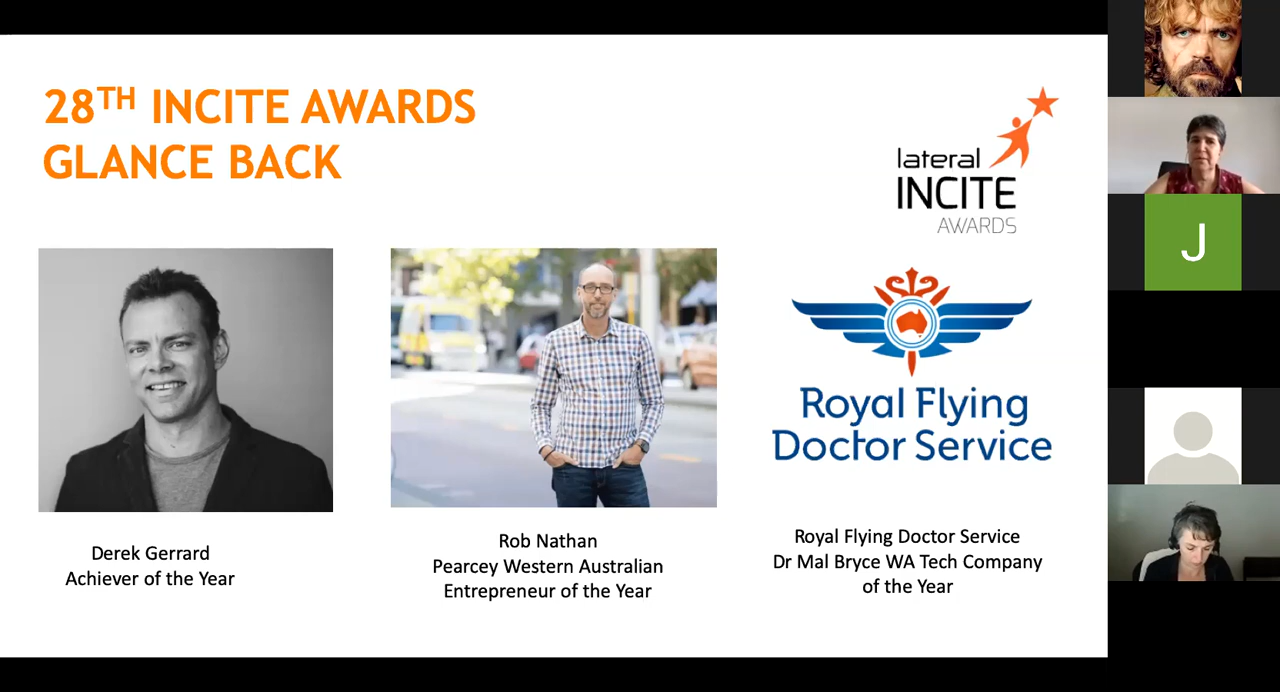 28TH INCITE AWARDS
GLANCE BACK
lateral
INCITE
AWARDS
Royal Flying
Doctor Service
Derek Gerrard
Achiever of the Year
Rob Nathan
Pearcey Western Australian
Entrepreneur of the Year
Royal Flying Doctor Service
Dr Mal Bryce WA Tech Company
of the Year
J